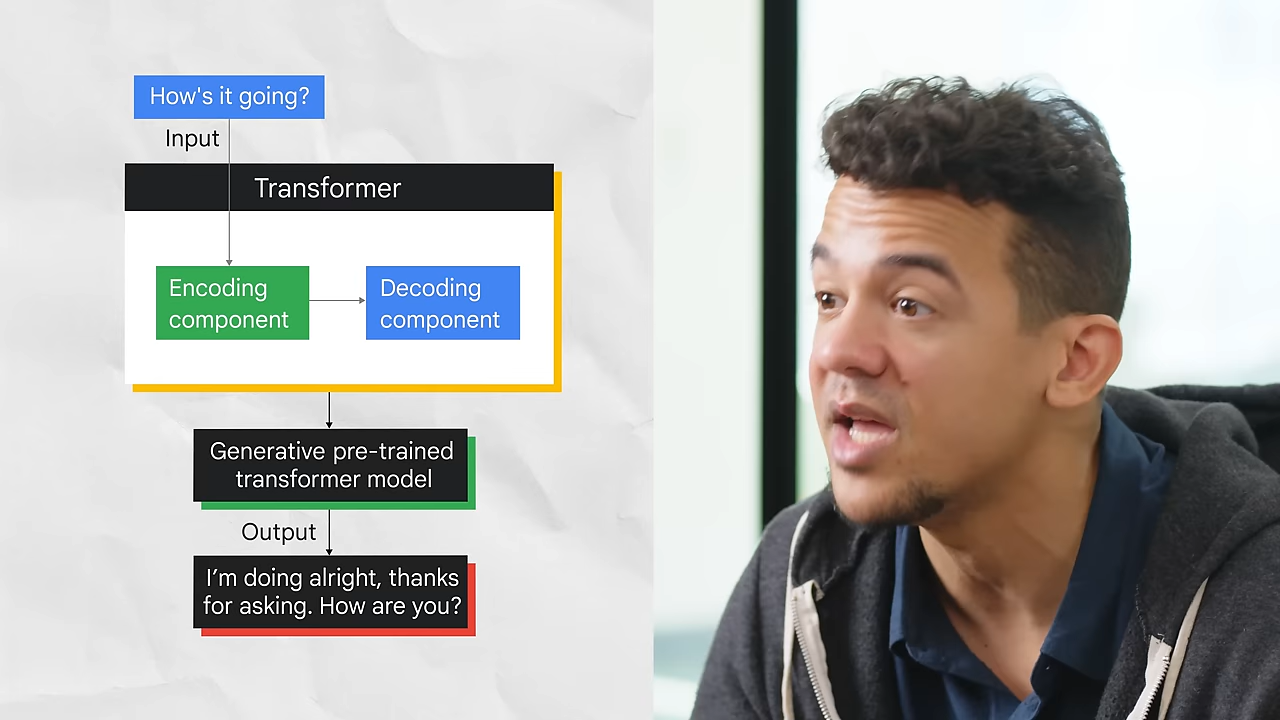 How's it going?
Input
Transformer
Encoding
component
Decoding
component
Generative pre-trained
transformer model
Output
I’m doing alright, thanks
for asking. How are you?